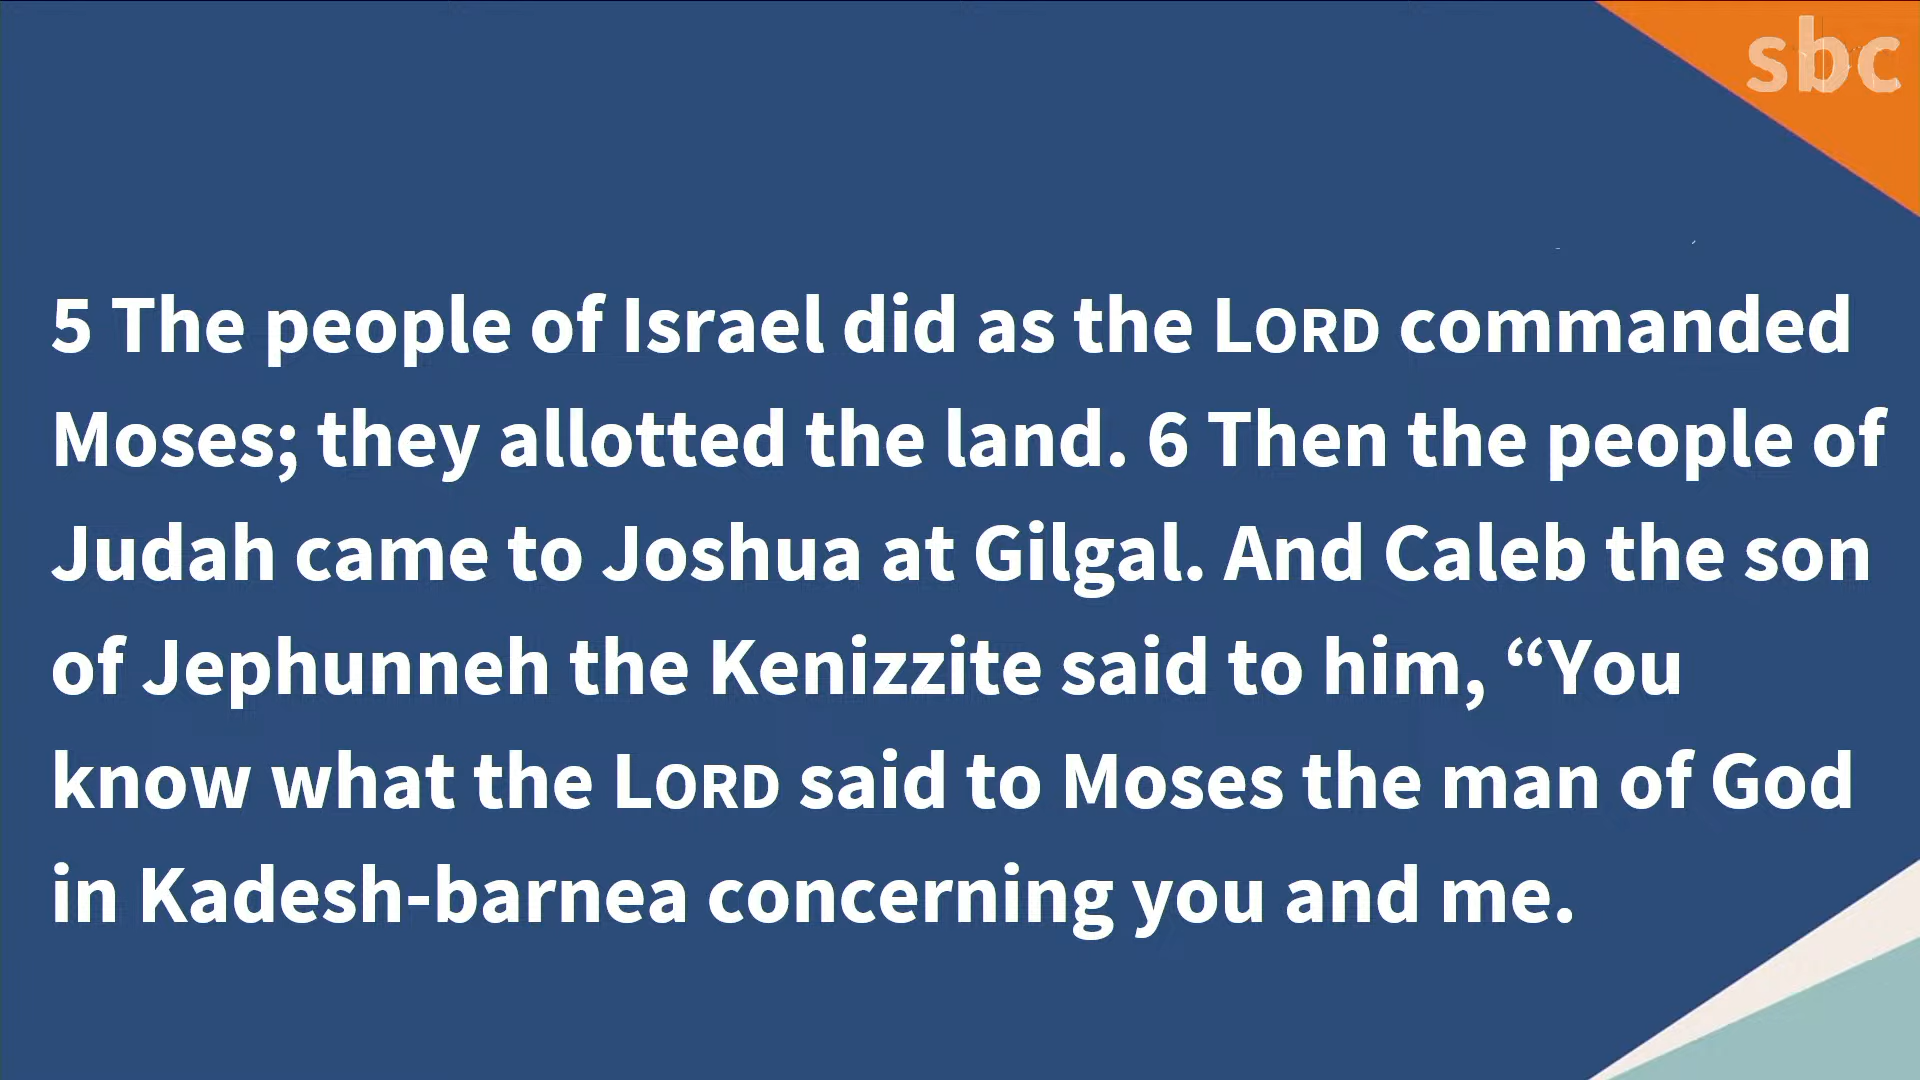 sbc
5 The people of Israel did as the LORD commanded
Moses; they allotted the land. 6 Then the people of
Judah came to Joshua at Gilgal. And Caleb the son
of Jephunneh the Kenizzite said to him, “You
know what the LORD said to Moses the man of God
in Kadesh-barnea concerning you and me.